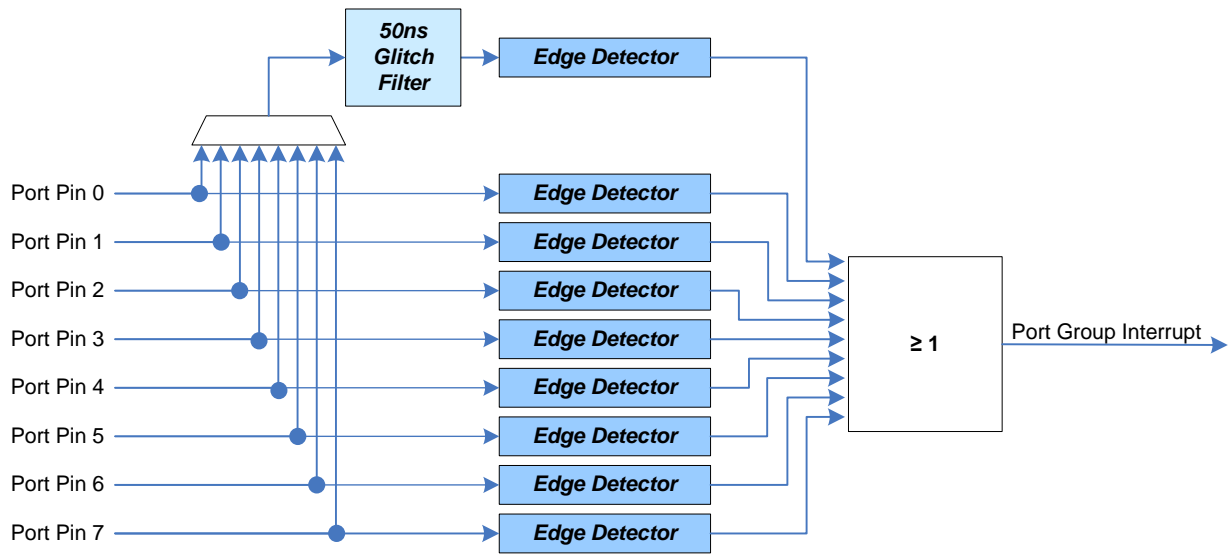 50ns
Glitch
Filter
Edge Detector
Port Pin 0
Edge Detector
Port Pin 1
Edge Detector
Port Pin 2
Edge Detector
Port Pin 3
Edge Detector
Port Pin 4
Edge Detector
Port Pin 5
Edge Detector
Port Pin 6
Edge Detector
Port Pin 7
Edge Detector
≥ 1
Port Group Interrupt